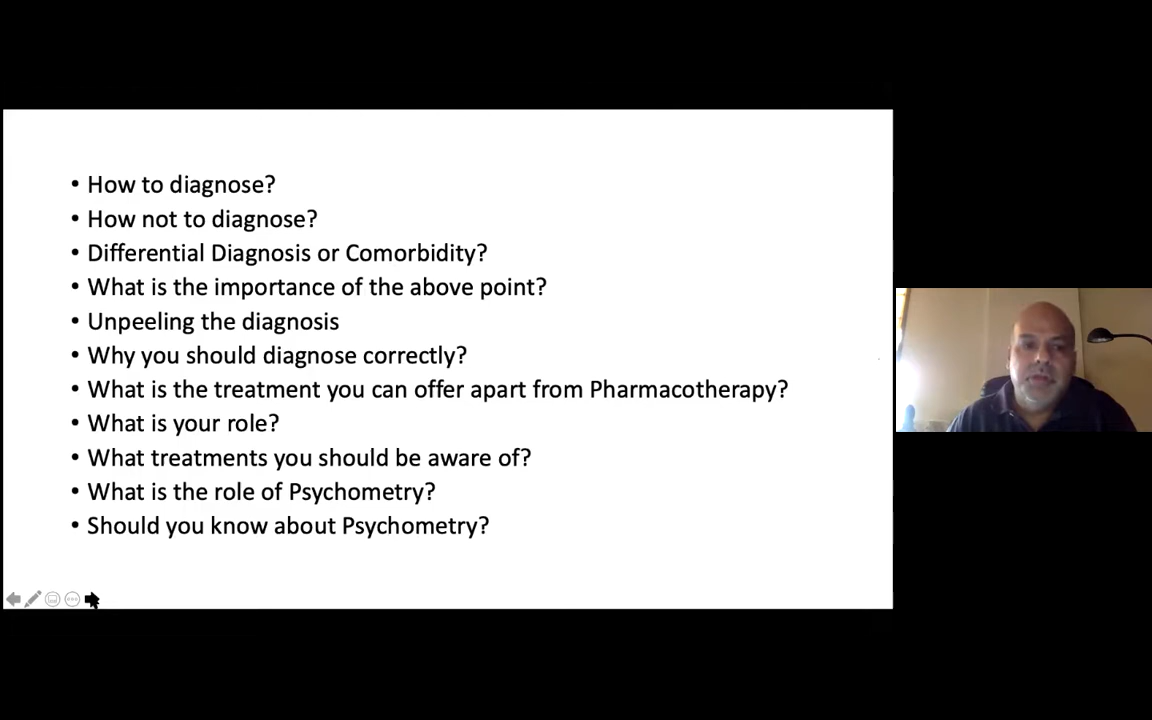 • How to diagnose?
• How not to diagnose?
• Differential Diagnosis or Comorbidity?
• What is the importance of the above point?
• Unpeeling the diagnosis
• Why you should diagnose correctly?
• What is the treatment you can offer apart from Pharmacotherapy?
• What is your role?
• What treatments you should be aware of?
• What is the role of Psychometry?
• Should you know about Psychometry?